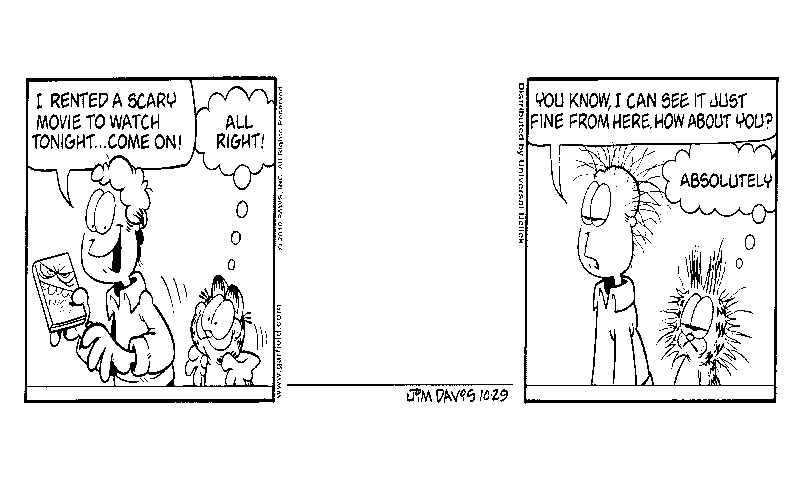 I RENTED A SCARY
MOVIE TO WATCH
TONIGHT...COME ON!
ALL
RIGHT!
www.garfield.com
JIM DAVIS 10-29
Distributed by Universal Uclick
YOU KNOW, I CAN SEE IT JUST
FINE FROM HERE. HOW ABOUT YOU?
ABSOLUTELY